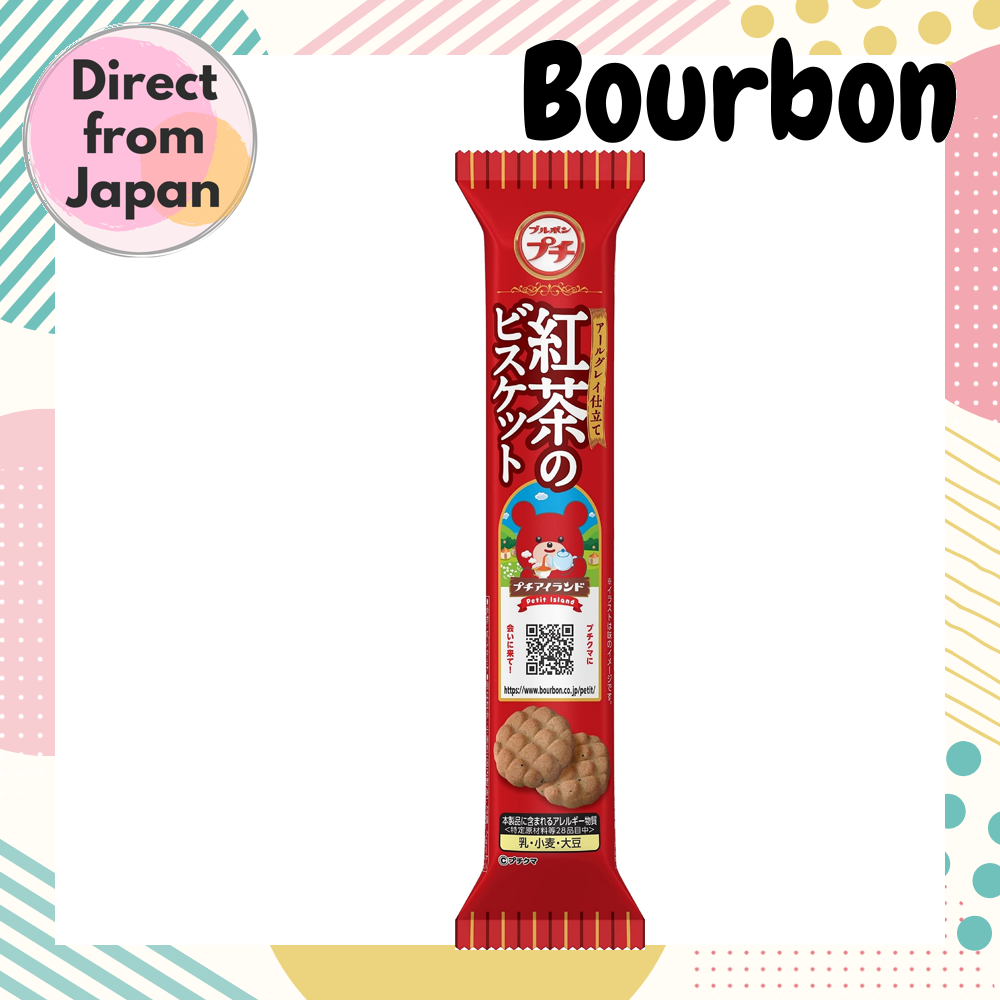 Direct
from
Japan
Bourbon
ブルボン
プチ
アールグレイ仕立て
紅茶の
ビスケット
プチアイランド
Petit Island
プチクマに
会いに来て!
https://www.bourbon.co.jp/petit/
※イラストは味のイメージです。
本製品に含まれるアレルギー物質
<特定原材料等28品目中>
乳・小麦・大豆
©プチクマ